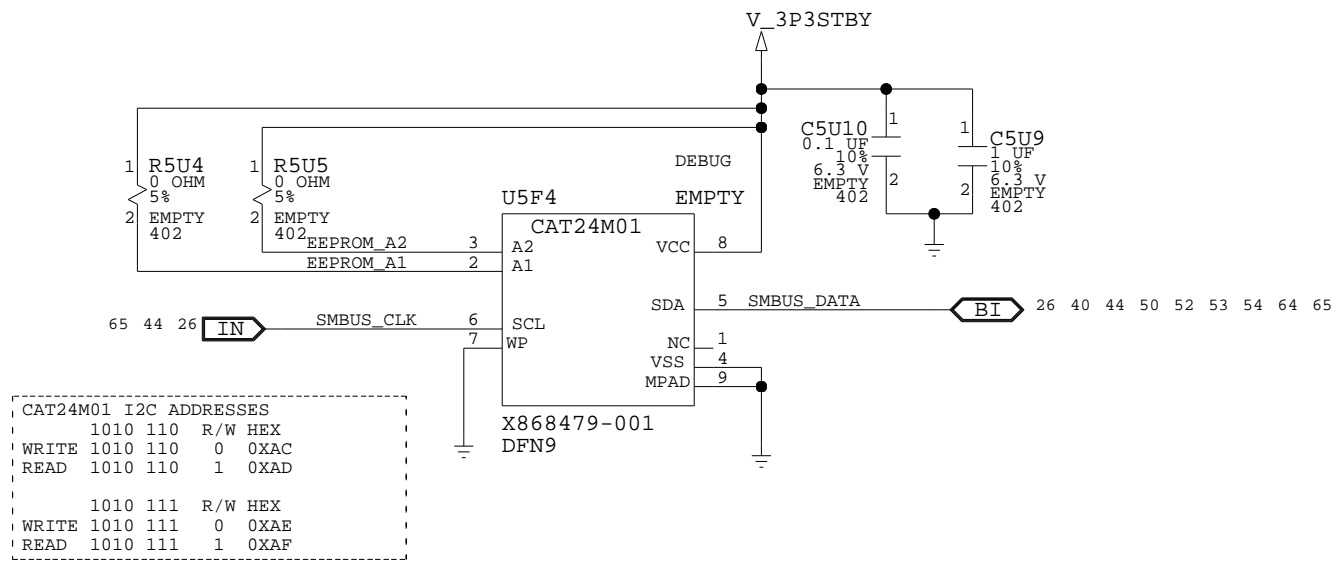 V_3P3STBY
1
R5U4
0 OHM
5%
2
EMPTY
402
1
R5U5
0 OHM
5%
2
EMPTY
402
DEBUG
EMPTY
C5U10
0.1 UF
10%
6.3 V
EMPTY
402
1
2
C5U9
1 UF
10%
6.3 V
EMPTY
402
1
2
U5F4
CAT24M01
EEPROM_A2 3 A2
EEPROM_A1 2 A1
VCC 8
SDA 5 SMBUS_DATA BI 26 40 44 50 52 53 54 64 65
65 44 26 IN SMBUS_CLK 6 SCL
7 WP
NC 1
VSS 4
MPAD 9
X868479-001
DFN9
CAT24M01 I2C ADDRESSES
1010 110 R/W HEX
WRITE 1010 110 0 0XAC
READ 1010 110 1 0XAD
1010 111 R/W HEX
WRITE 1010 111 0 0XAE
READ 1010 111 1 0XAF